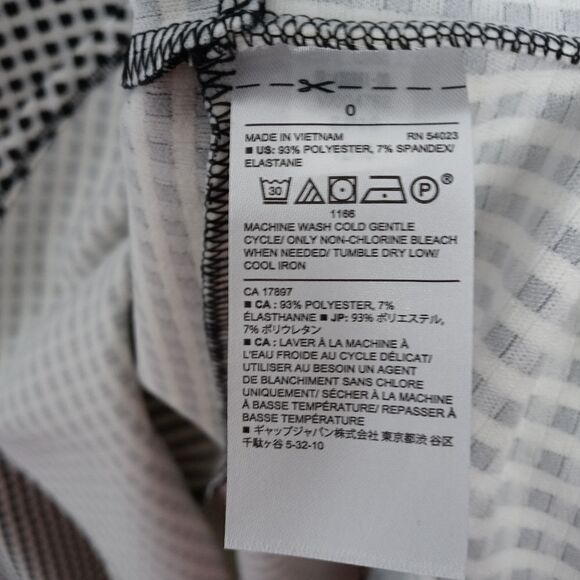 0
MADE IN VIETNAM RN 54023
■ US: 93% POLYESTER, 7% SPANDEX/
ELASTANE
30 P ®
1166
MACHINE WASH COLD GENTLE
CYCLE/ ONLY NON-CHLORINE BLEACH
WHEN NEEDED/ TUMBLE DRY LOW/
COOL IRON
CA 17897
■ CA : 93% POLYESTER, 7%
ÉLASTHANNE ■ JP: 93% ポリエステル,
7% ポリウレタン
■ CA : LAVER À LA MACHINE À
L'EAU FROIDE AU CYCLE DÉLICAT/
UTILISER AU BESOIN UN AGENT
DE BLANCHIMENT SANS CHLORE
UNIQUEMENT/ SÉCHER À LA MACHINE
À BASSE TEMPÉRATURE/ REPASSER À
BASSE TEMPÉRATURE
■ ギャップジャパン株式会社 東京都渋 谷区
千駄ヶ谷 5-32-10